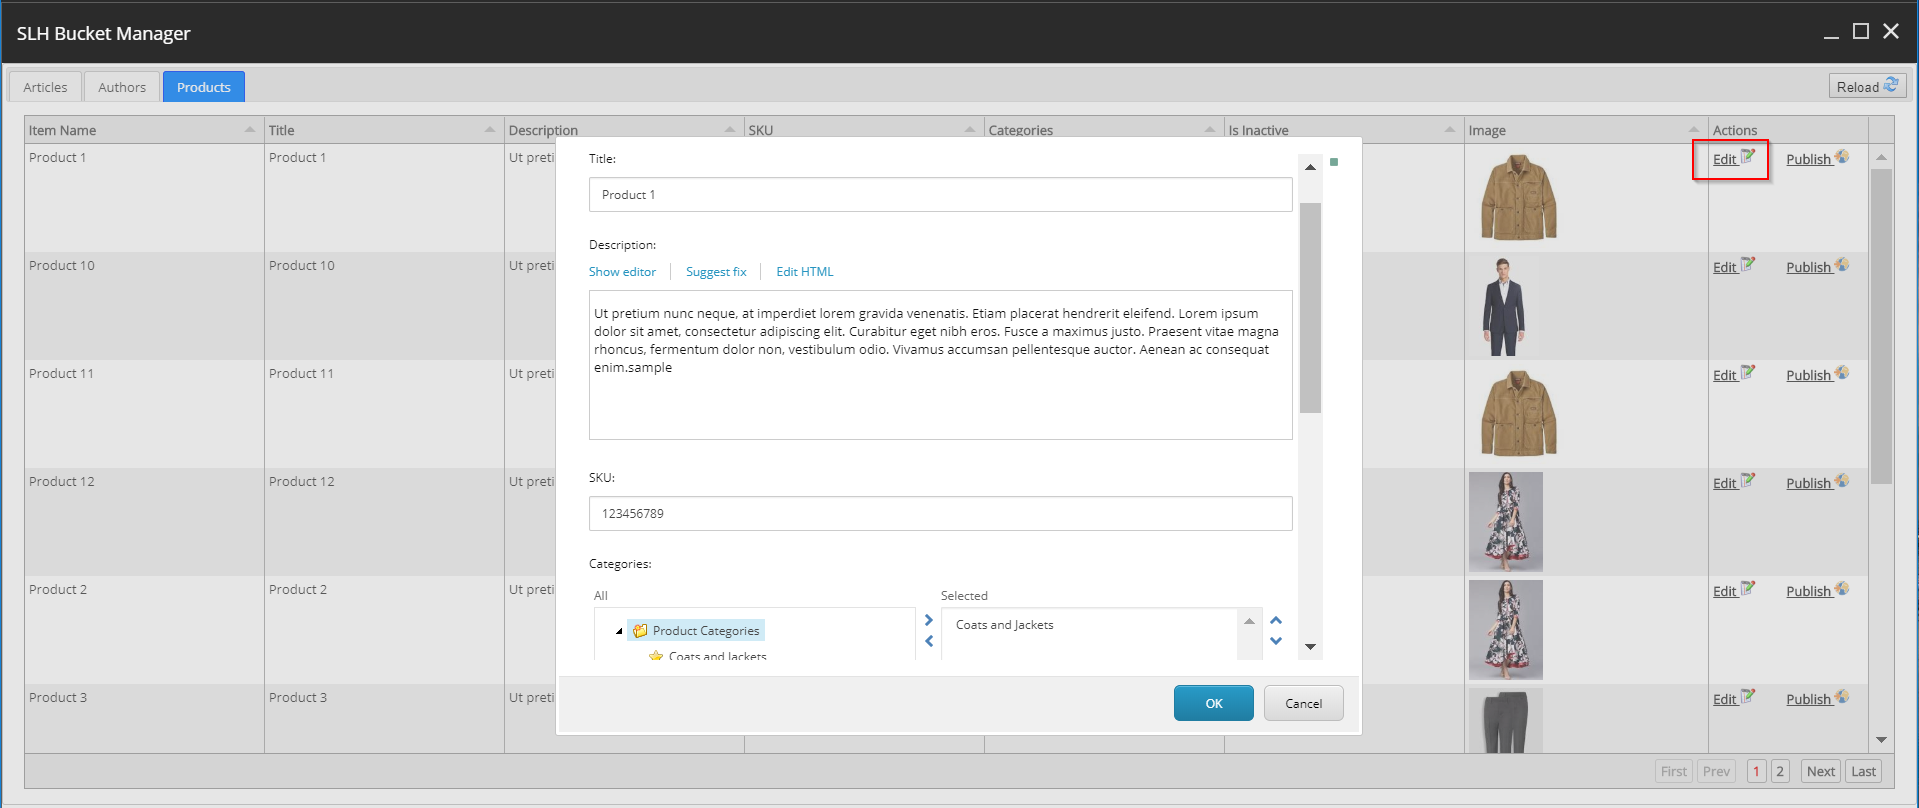 SLH Bucket Manager
Articles
Authors
Products
Reload
Item Name
Title
Description
SKU
Categories
Is Inactive
Image
Actions
Product 1
Product 1
Ut preti
Edit
Publish
Product 10
Product 10
Ut preti
Edit
Publish
Product 11
Product 11
Ut preti
Edit
Publish
Product 12
Product 12
Ut preti
Edit
Publish
Product 2
Product 2
Ut preti
Edit
Publish
Product 3
Product 3
Ut preti
Edit
Publish
Title:
Product 1
Description:
Show editor
Suggest fix
Edit HTML
Ut pretium nunc neque, at imperdiet lorem gravida venenatis. Etiam placerat hendrerit eleifend. Lorem ipsum
dolor sit amet, consectetur adipiscing elit. Curabitur eget nibh eros. Fusce a maximus justo. Praesent vitae magna
rhoncus, fermentum dolor non, vestibulum odio. Vivamus accumsan pellentesque auctor. Aenean ac consequat
enim.sample
SKU:
123456789
Categories:
All
Selected
Product Categories
Coats and Jackets
Coats and Jackets
OK
Cancel
First
Prev
1
2
Next
Last